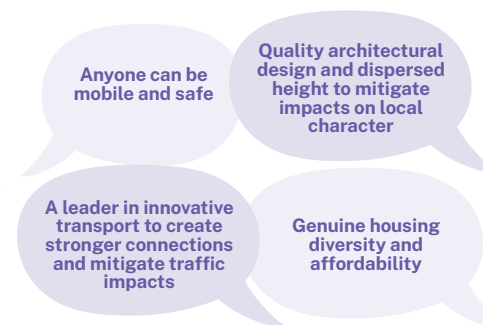 Anyone can be
mobile and safe
Quality architectural
design and dispersed
height to mitigate
impacts on local
character
A leader in innovative
transport to create
stronger connections
and mitigate traffic
impacts
Genuine housing
diversity and
affordability